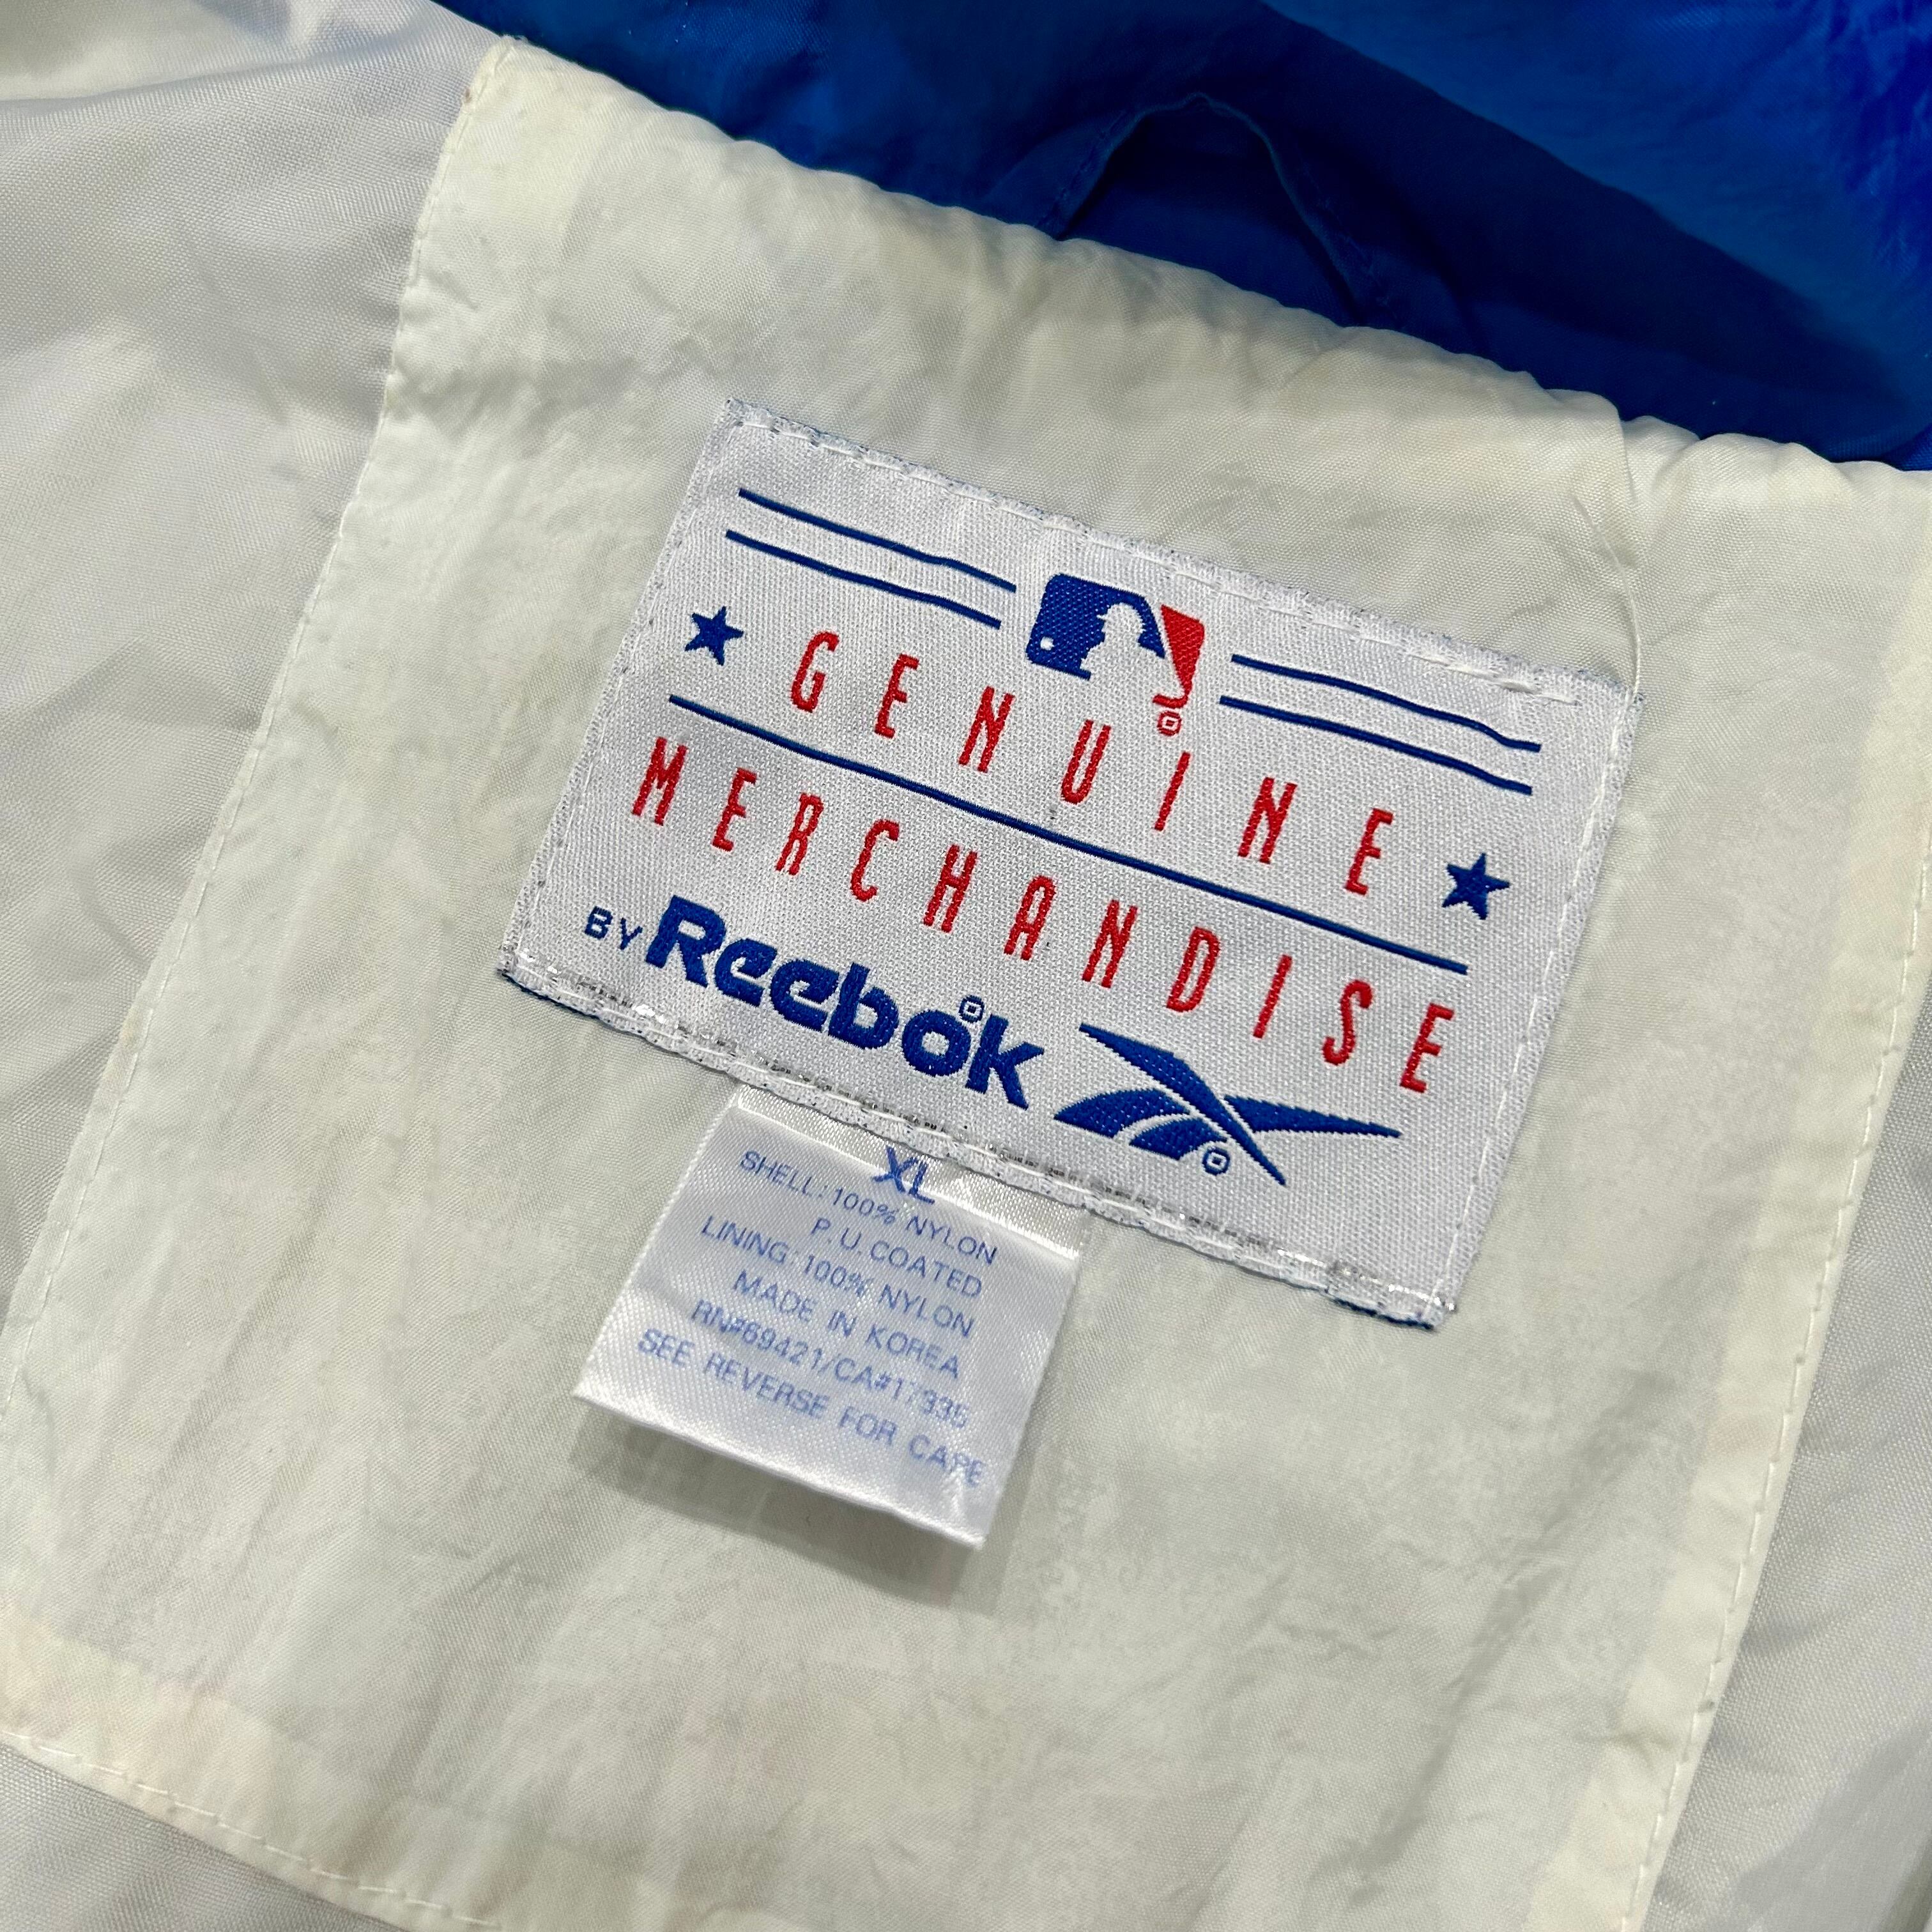 GENUINE
MERCHANDISE
BY Reebok
XL
SHELL:100% NYLON
P.U.COATED
LINING:100% NYLON
MADE IN KOREA
RN#69421/CA#17935
SEE REVERSE FOR CARE